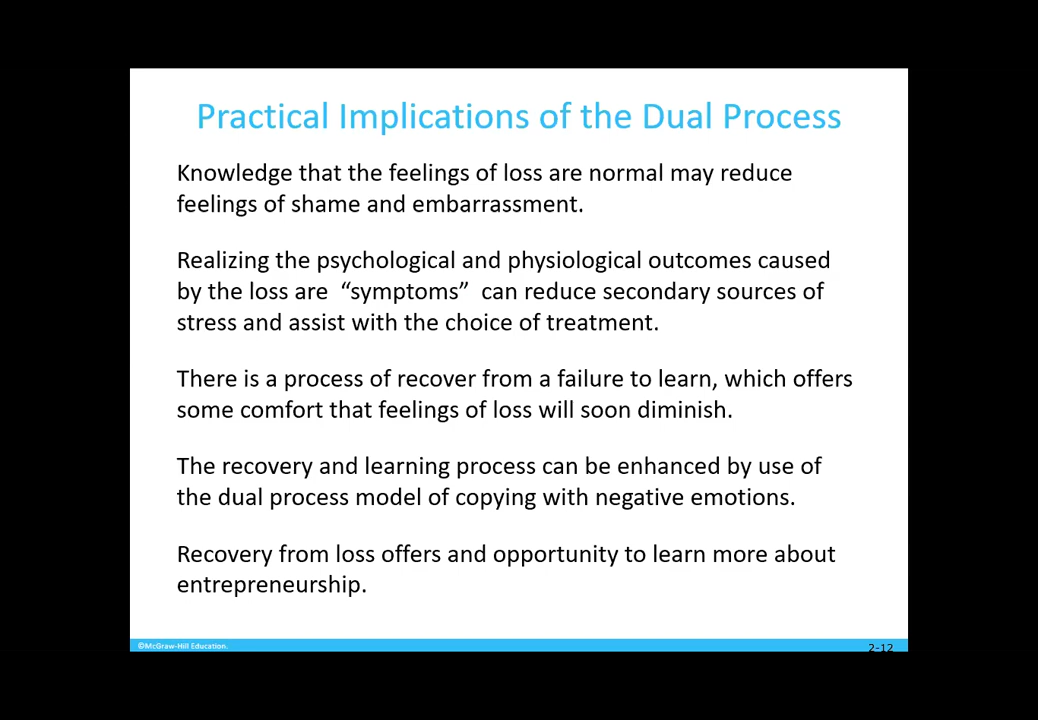 Practical Implications of the Dual Process
Knowledge that the feelings of loss are normal may reduce
feelings of shame and embarrassment.
Realizing the psychological and physiological outcomes caused
by the loss are “symptoms” can reduce secondary sources of
stress and assist with the choice of treatment.
There is a process of recover from a failure to learn, which offers
some comfort that feelings of loss will soon diminish.
The recovery and learning process can be enhanced by use of
the dual process model of copying with negative emotions.
Recovery from loss offers and opportunity to learn more about
entrepreneurship.
©McGraw-Hill Education.
2-12